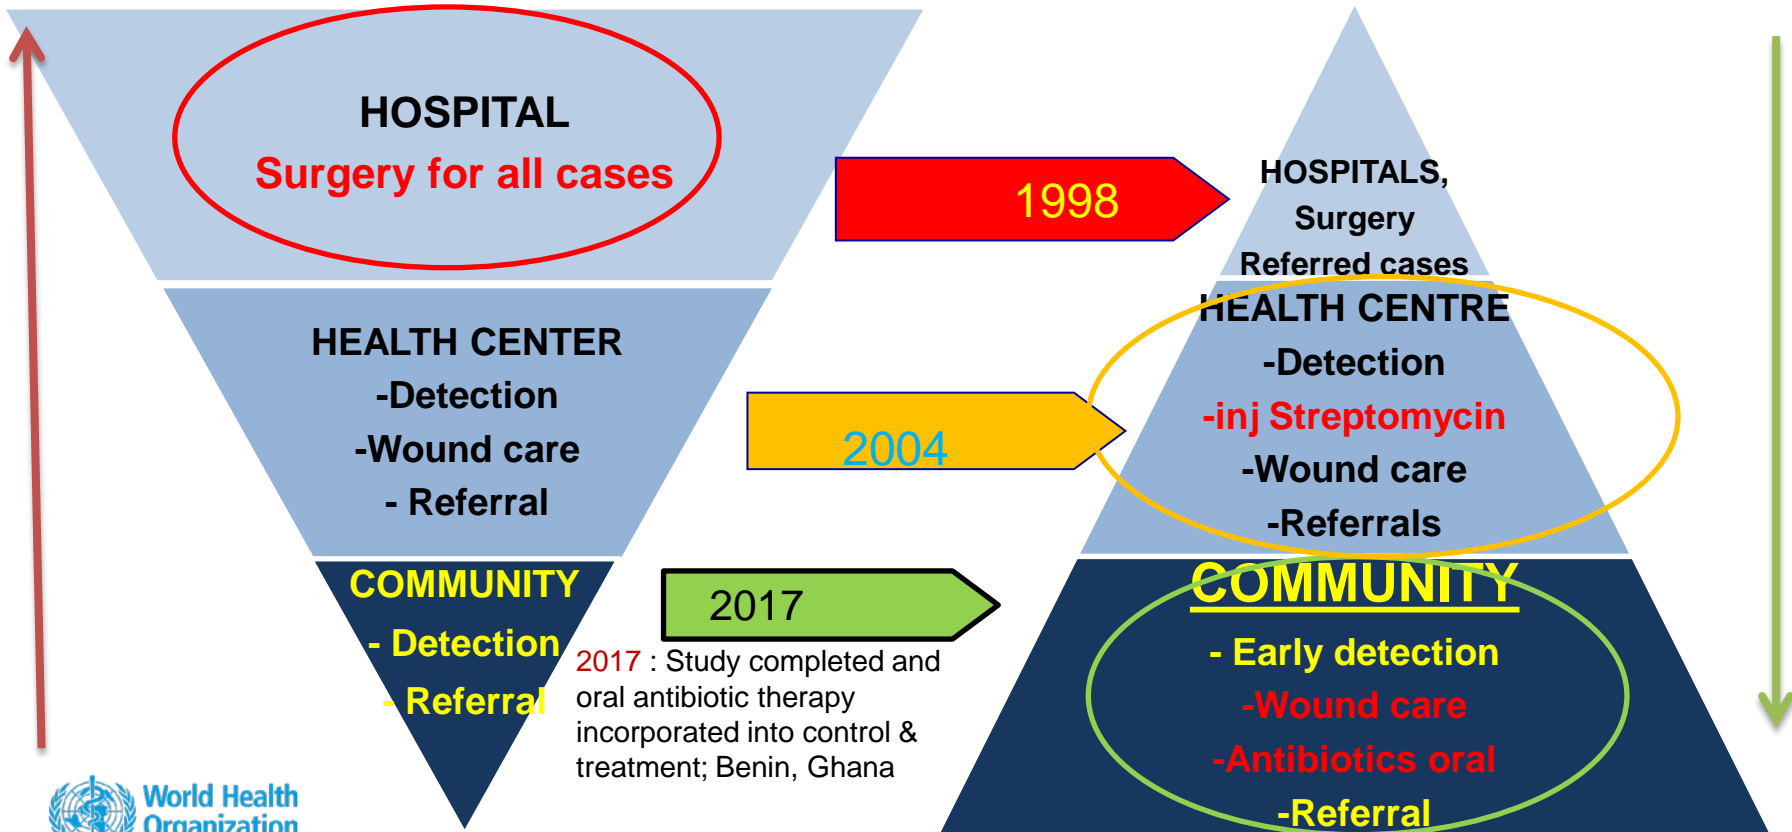 HOSPITAL
Surgery for all cases
HEALTH CENTER
-Detection
-Wound care
- Referral
COMMUNITY
- Detection
- Referral
1998
2004
2017
2017 : Study completed and
oral antibiotic therapy
incorporated into control &
treatment; Benin, Ghana
HOSPITALS,
Surgery
Referred cases
HEALTH CENTRE
-Detection
-inj Streptomycin
-Wound care
-Referrals
COMMUNITY
- Early detection
-Wound care
-Antibiotics oral
-Referral
World Health
Organization